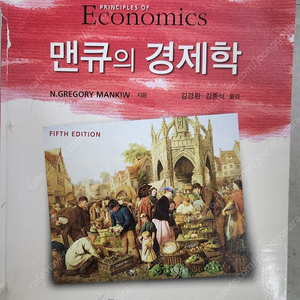 PRINCIPLES OF
Economics
맨큐의 경제학
N.GREGORY MANKIW 지음
김경환 김종석 옮김
FIFTH EDITION